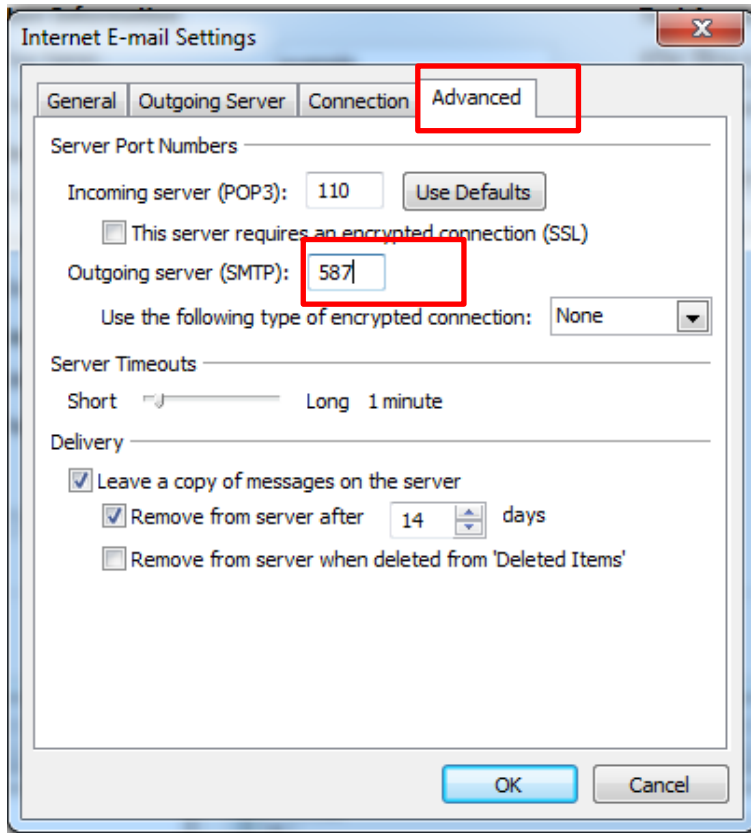 Internet E-mail Settings
General Outgoing Server Connection Advanced
Server Port Numbers
Incoming server (POP3): 110 Use Defaults
This server requires an encrypted connection (SSL)
Outgoing server (SMTP): 587
Use the following type of encrypted connection: None
Server Timeouts
Short Long 1 minute
Delivery
Leave a copy of messages on the server
Remove from server after 14 days
Remove from server when deleted from 'Deleted Items'
OK Cancel